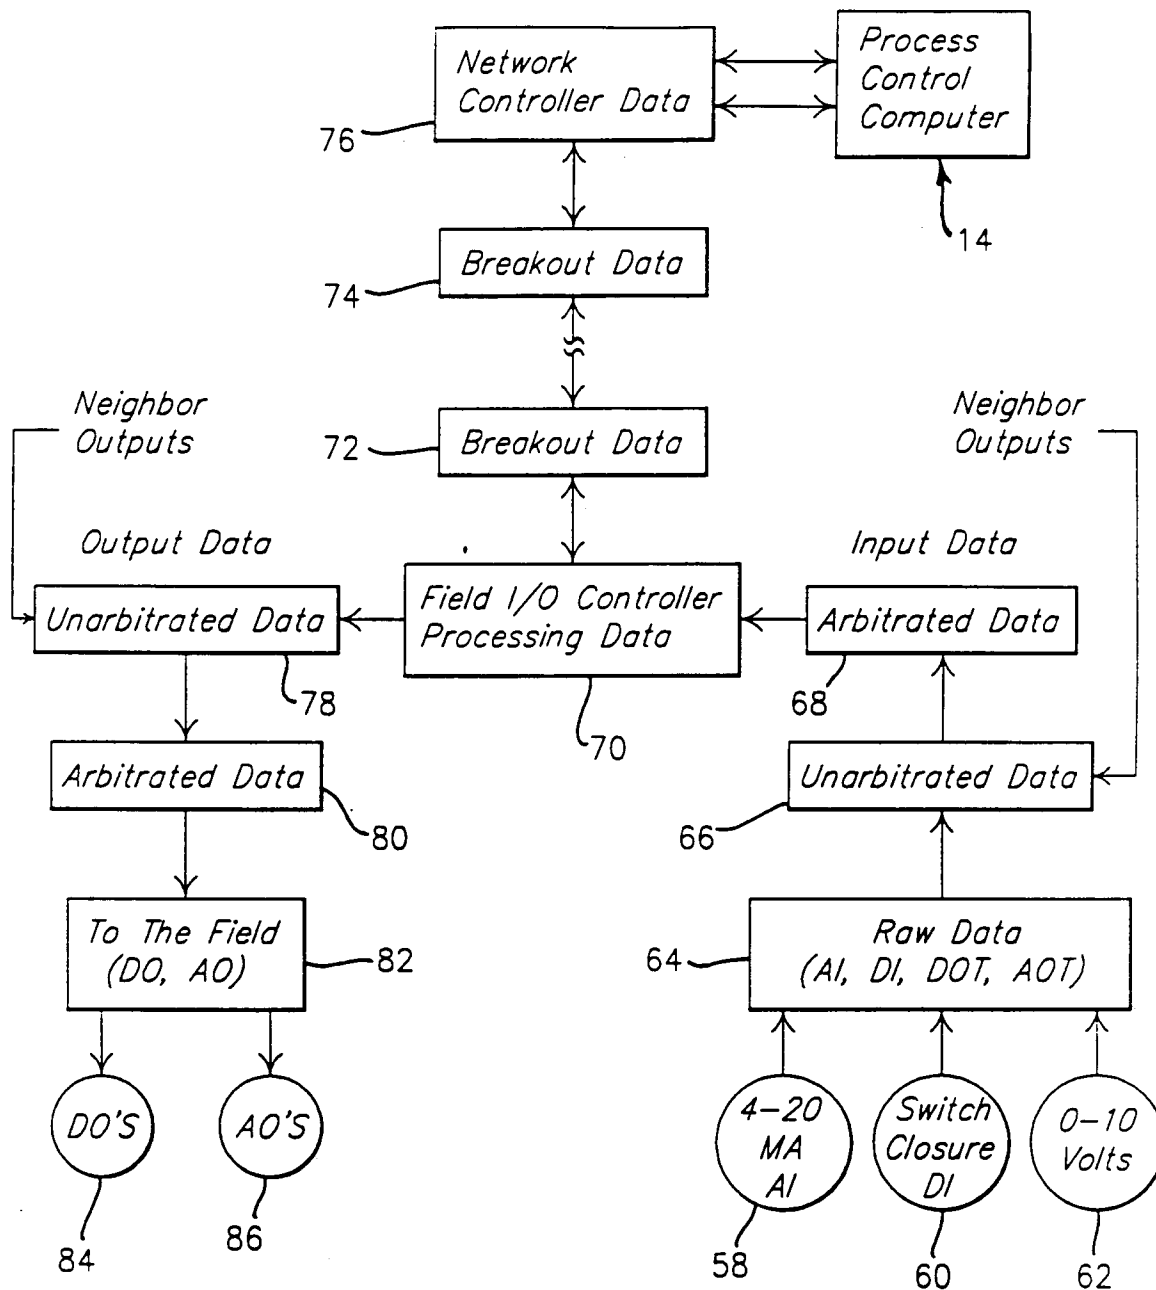 Network
Controller Data
Process
Control
Computer
76
14
Breakout Data
74
Neighbor
Outputs
Neighbor
Outputs
Breakout Data
72
Output Data
Input Data
Unarbitrated Data
Field I/O Controller
Processing Data
Arbitrated Data
78
68
70
Arbitrated Data
Unarbitrated Data
80
66
To The Field
(DO, AO)
82
Raw Data
(AI, DI, DOT, AOT)
64
DO'S
AO'S
4-20
MA
AI
Switch
Closure
DI
0-10
Volts
84
86
58
60
62